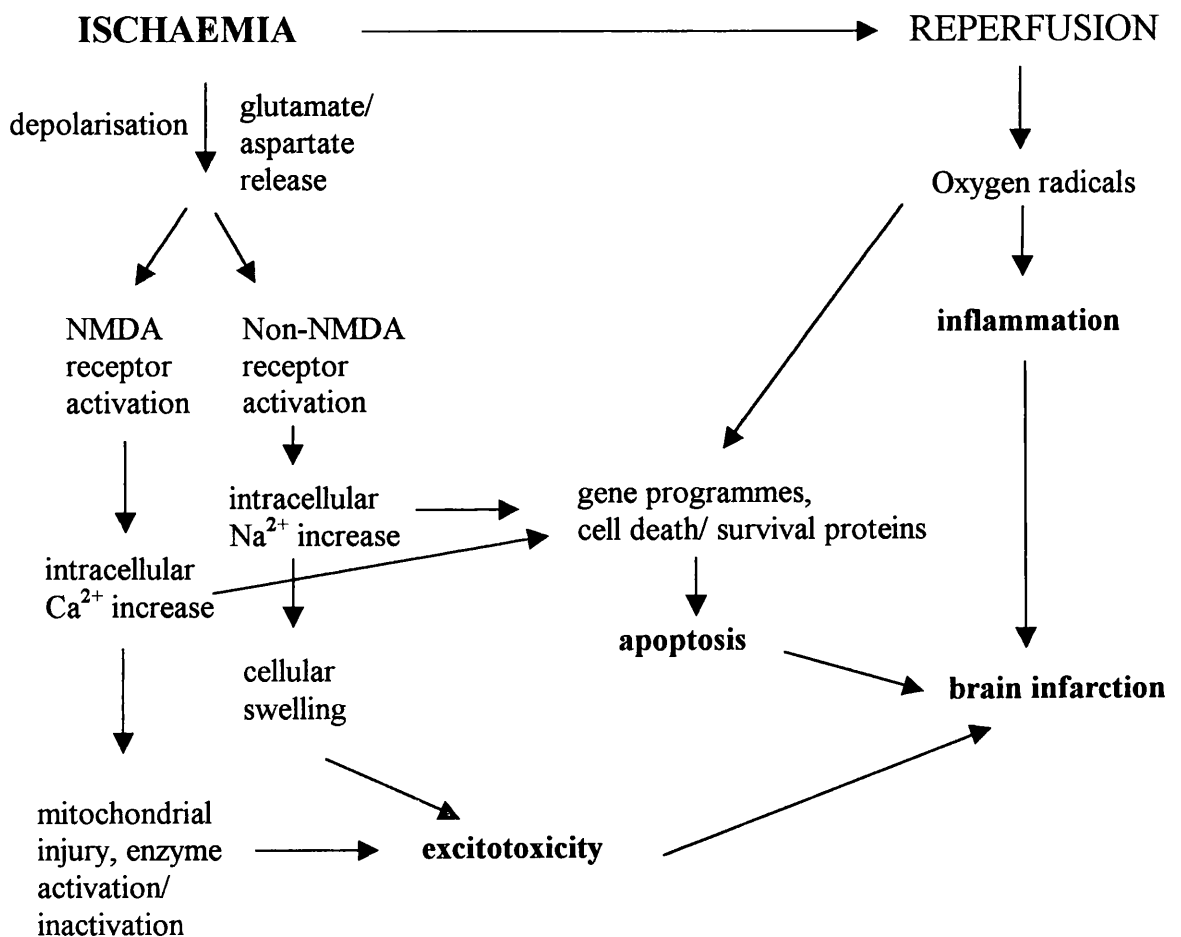 ISCHAEMIA
REPERFUSION
depolarisation
glutamate/
aspartate
release
Oxygen radicals
inflammation
NMDA
receptor
activation
Non-NMDA
receptor
activation
intracellular
Na²⁺ increase
gene programmes,
cell death/ survival proteins
intracellular
Ca²⁺ increase
apoptosis
cellular
swelling
brain infarction
mitochondrial
injury, enzyme
activation/
inactivation
excitotoxicity